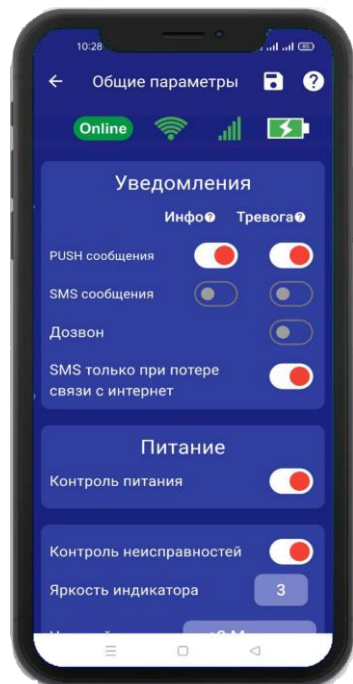 10:28
Общие параметры
Online
Уведомления
Инфо Тревога
PUSH сообщения
SMS сообщения
Дозвон
SMS только при потере
связи с интернет
Питание
Контроль питания
Контроль неисправностей
Яркость индикатора 3